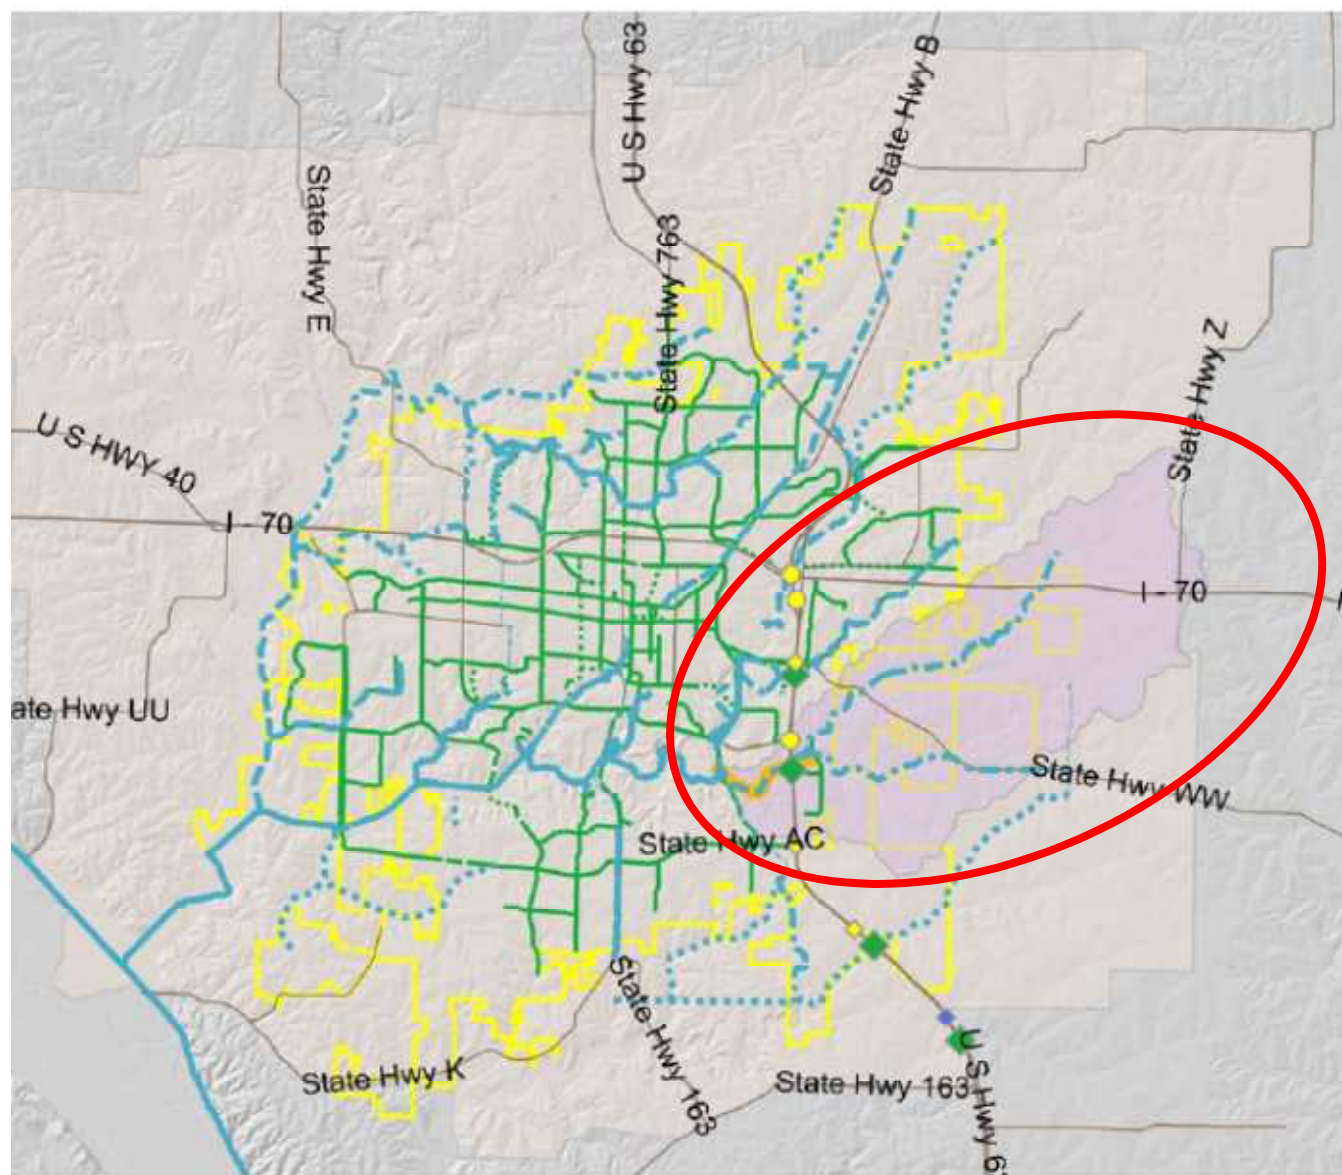 U S Hwy 63
State Hwy B
State Hwy E
State Hwy 763
State Hwy Z
U S HWY 40
I - 70
I - 70
ate Hwy UU
State Hwy WW
State Hwy AC
State Hwy 163
State Hwy K
State Hwy 163
U S Hwy 6